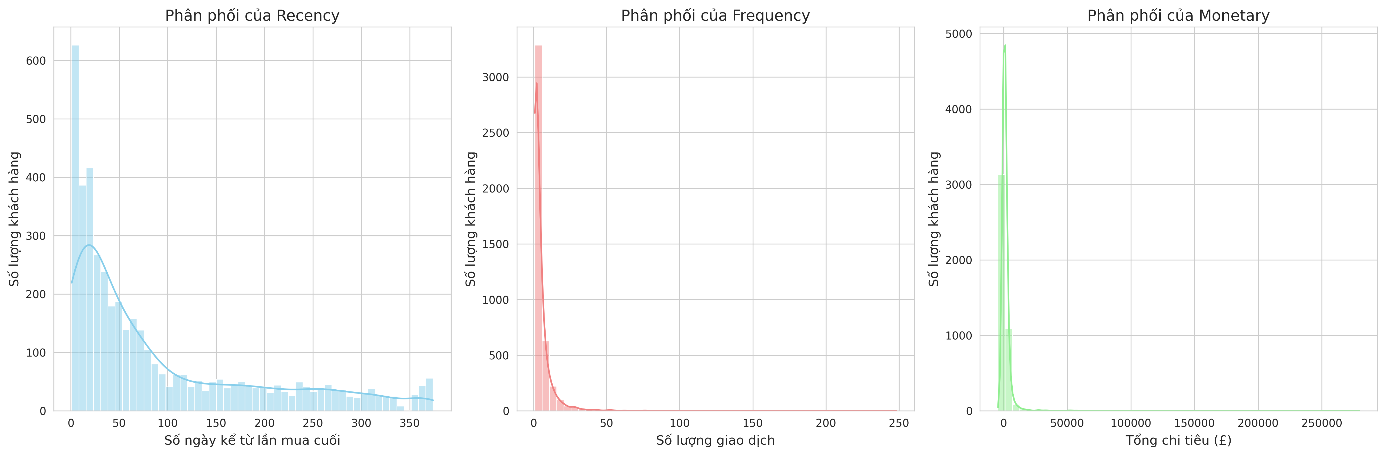 Phân phối của Recency
Số lượng khách hàng
600
500
400
300
200
100
0
0 50 100 150 200 250 300 350
Số ngày kể từ lần mua cuối
Phân phối của Frequency
Số lượng khách hàng
3000
2500
2000
1500
1000
500
0
0 50 100 150 200 250
Số lượng giao dịch
Phân phối của Monetary
Số lượng khách hàng
5000
4000
3000
2000
1000
0
0 50000 100000 150000 200000 250000
Tổng chi tiêu (£)